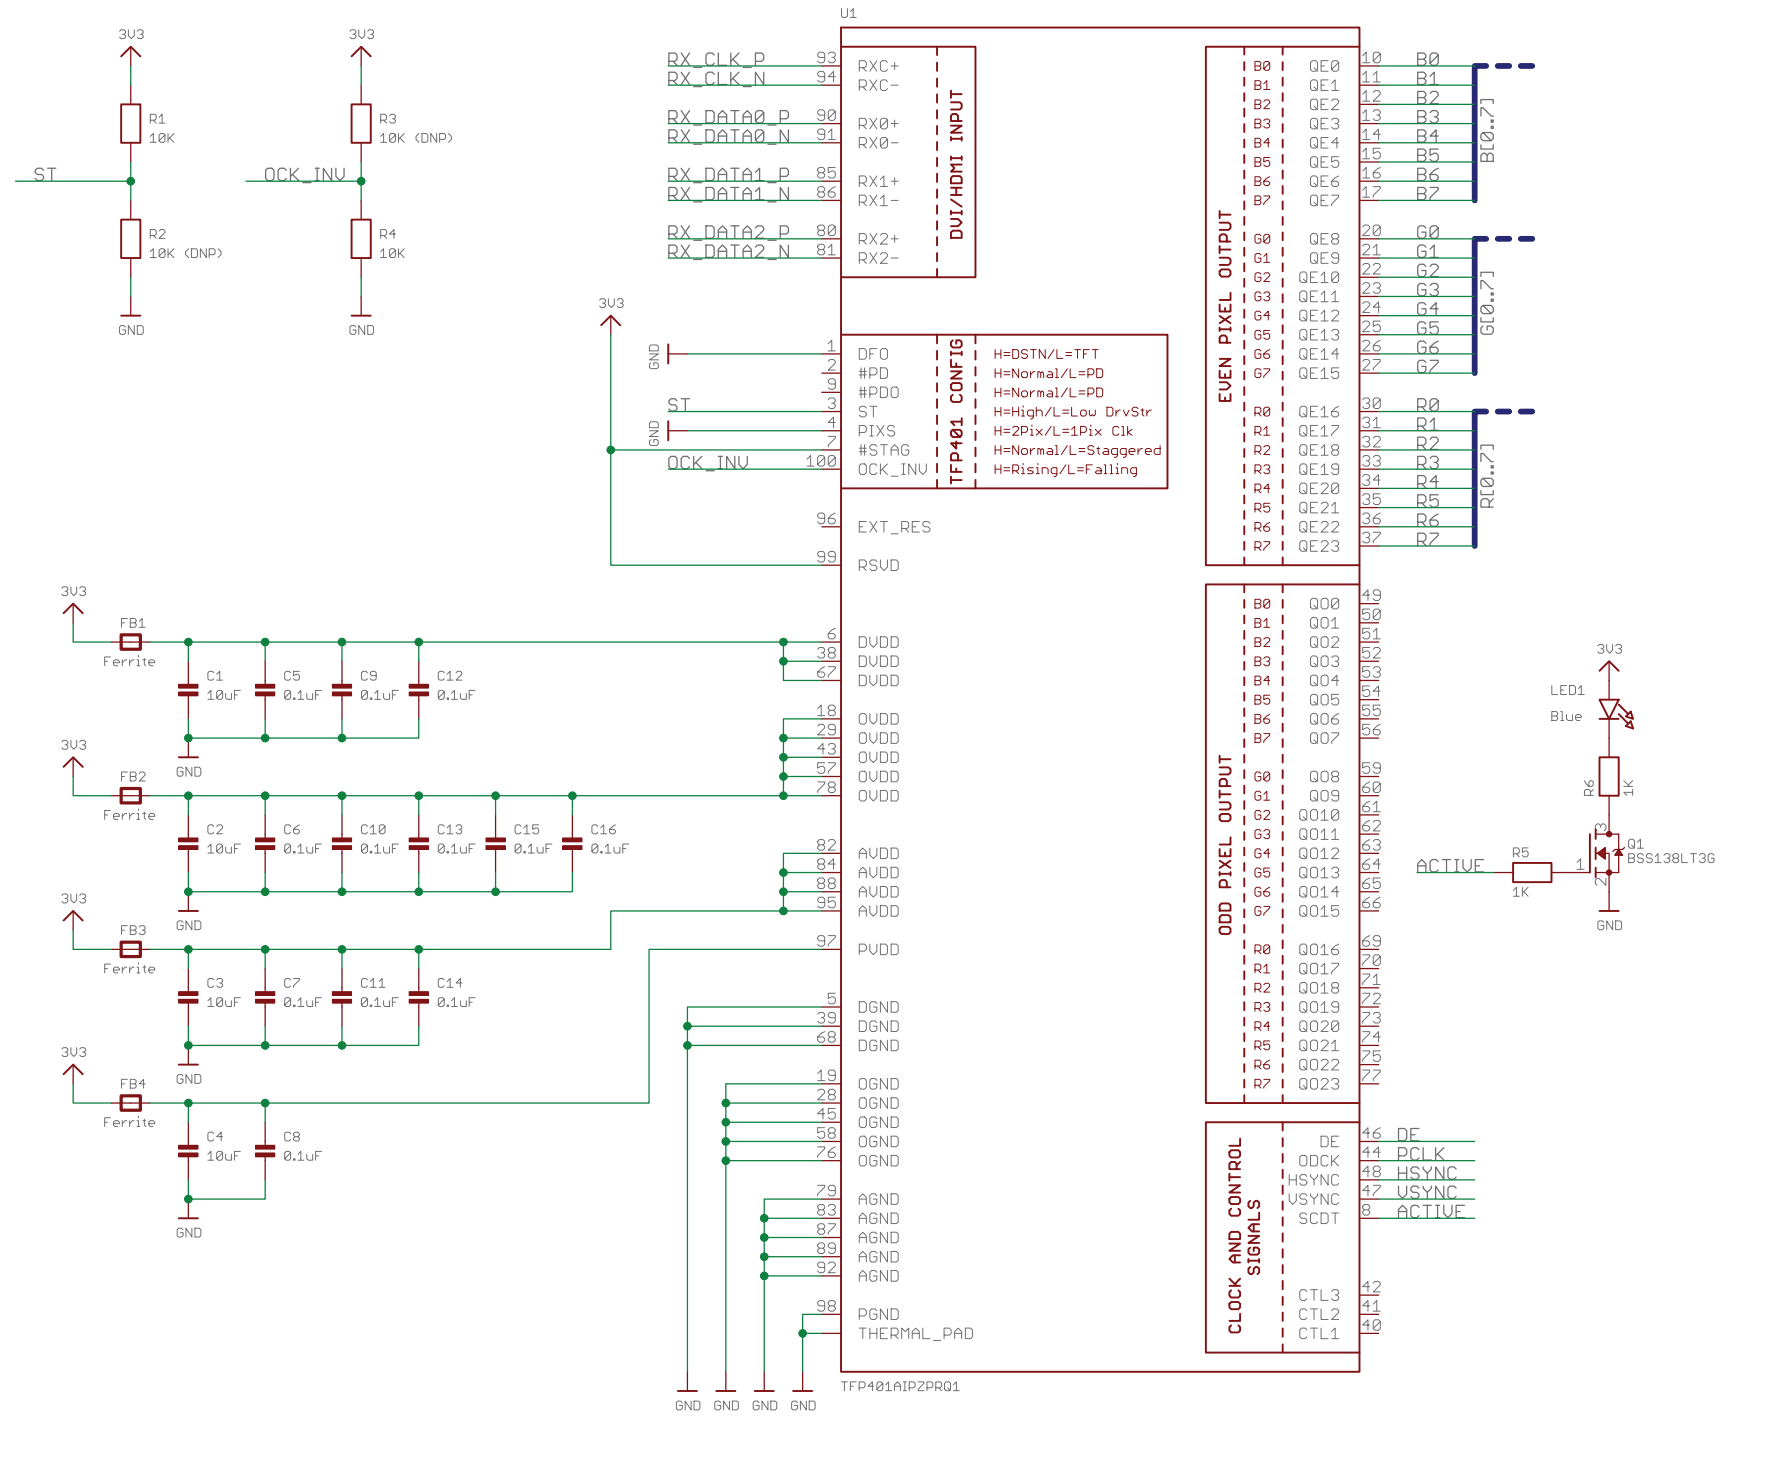 U1
3V3
R1
10K
ST
R2
10K (DNP)
GND
3V3
R3
10K (DNP)
OCK_INV
R4
10K
GND
RX_CLK_P 93 RXC+
RX_CLK_N 94 RXC-
RX_DATA0_P 90 RX0+
RX_DATA0_N 91 RX0-
RX_DATA1_P 85 RX1+
RX_DATA1_N 86 RX1-
RX_DATA2_P 80 RX2+
RX_DATA2_N 81 RX2-
DVI/HDMI INPUT
3V3
GND 1 DFO H=DSTN/L=TFT
2 #PD H=Normal/L=PD
9 #PDO H=Normal/L=PD
ST 3 ST H=High/L=Low DrvStr
GND 4 PIXS H=2Pix/L=1Pix Clk
7 #STAG H=Normal/L=Staggered
OCK_INV 100 OCK_INV H=Rising/L=Falling
TFP401 CONFIG
96 EXT_RES
99 RSVD
3V3
FB1
Ferrite
C1
10uF
C5
0.1uF
C9
0.1uF
C12
0.1uF
GND
6 DVDD
38 DVDD
67 DVDD
18 OVDD
29 OVDD
43 OVDD
57 OVDD
78 OVDD
3V3
FB2
Ferrite
C2
10uF
C6
0.1uF
C10
0.1uF
C13
0.1uF
C15
0.1uF
C16
0.1uF
GND
82 AVDD
84 AVDD
88 AVDD
95 AVDD
97 PVDD
3V3
FB3
Ferrite
C3
10uF
C7
0.1uF
C11
0.1uF
C14
0.1uF
GND
3V3
FB4
Ferrite
C4
10uF
C8
0.1uF
GND
5 DGND
39 DGND
68 DGND
19 OGND
28 OGND
45 OGND
58 OGND
76 OGND
79 AGND
83 AGND
87 AGND
89 AGND
92 AGND
98 PGND
THERMAL_PAD
GND GND GND GND
TFP401AIPZPRQ1
EVEN PIXEL OUTPUT
B0 QE0 10 B0
B1 QE1 11 B1
B2 QE2 12 B2
B3 QE3 13 B3
B4 QE4 14 B4
B5 QE5 15 B5
B6 QE6 16 B6
B7 QE7 17 B7
B[0..7]
G0 QE8 20 G0
G1 QE9 21 G1
G2 QE10 22 G2
G3 QE11 23 G3
G4 QE12 24 G4
G5 QE13 25 G5
G6 QE14 26 G6
G7 QE15 27 G7
G[0..7]
R0 QE16 30 R0
R1 QE17 31 R1
R2 QE18 32 R2
R3 QE19 33 R3
R4 QE20 34 R4
R5 QE21 35 R5
R6 QE22 36 R6
R7 QE23 37 R7
R[0..7]
ODD PIXEL OUTPUT
B0 QO0 49
B1 QO1 50
B2 QO2 51
B3 QO3 52
B4 QO4 53
B5 QO5 54
B6 QO6 55
B7 QO7 56
G0 QO8 59
G1 QO9 60
G2 QO10 61
G3 QO11 62
G4 QO12 63
G5 QO13 64
G6 QO14 65
G7 QO15 66
R0 QO16 69
R1 QO17 70
R2 QO18 71
R3 QO19 72
R4 QO20 73
R5 QO21 74
R6 QO22 75
R7 QO23 77
CLOCK AND CONTROL
SIGNALS
DE 46 DE
ODCK 44 PCLK
HSYNC 48 HSYNC
VSYNC 47 VSYNC
SCDT 8 ACTIVE
CTL3 42
CTL2 41
CTL1 40
3V3
LED1
Blue
R6
1K
3
Q1
BSS138LT3G
ACTIVE
R5
1K
1
2
GND